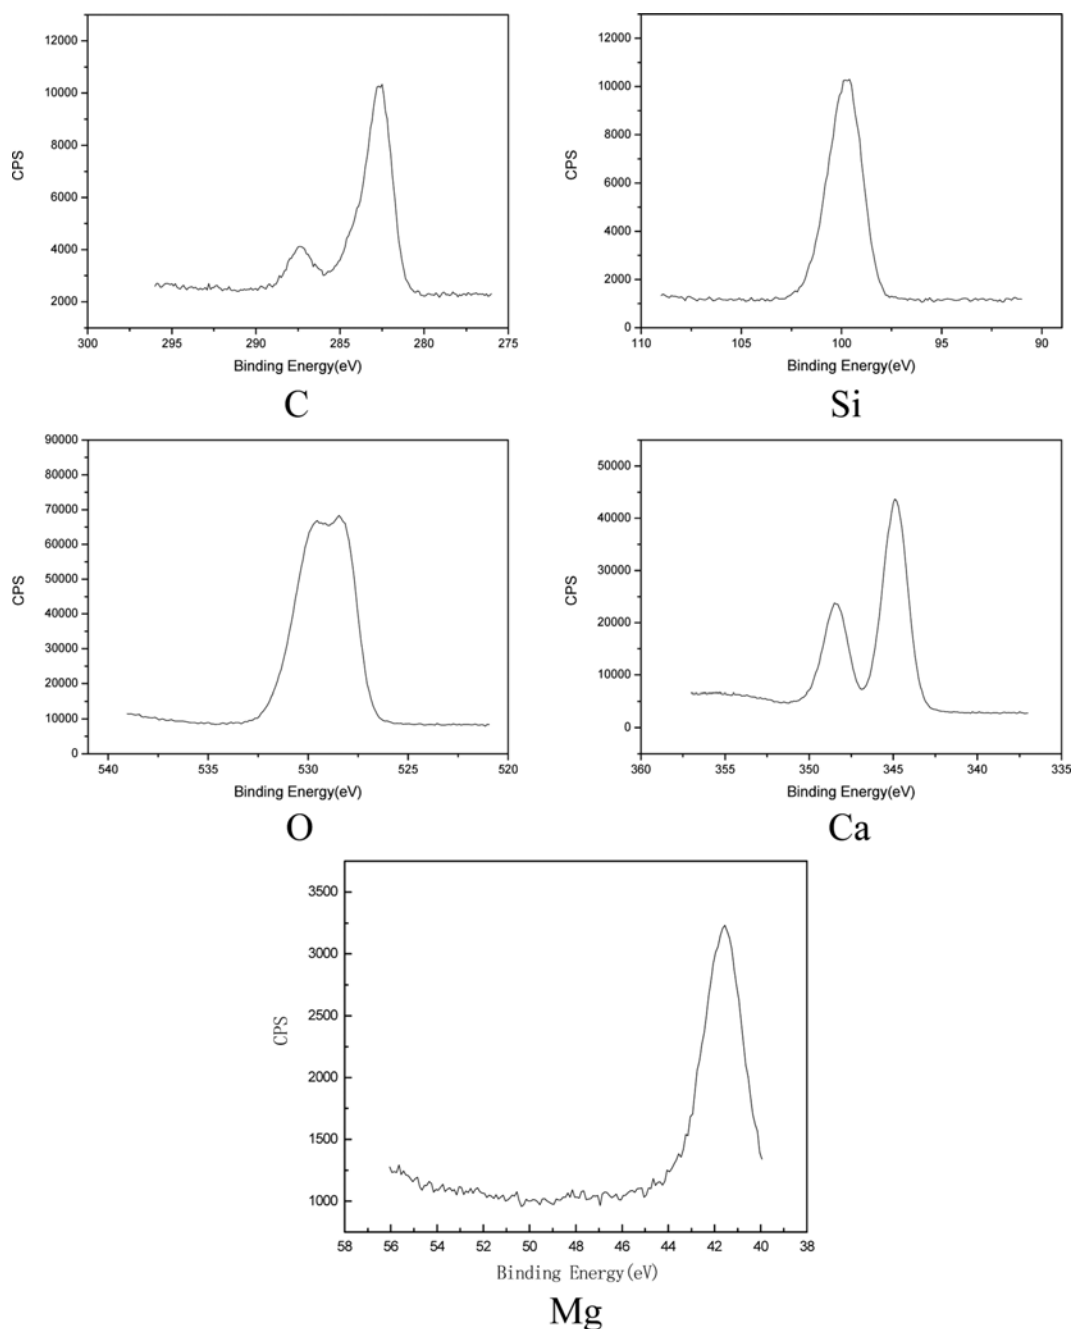 12000
10000
8000
6000
4000
2000
CPS
300 295 290 285 280 275
Binding Energy(eV)
C
12000
10000
8000
6000
4000
2000
0
CPS
110 105 100 95 90
Binding Energy(eV)
Si
90000
80000
70000
60000
50000
40000
30000
20000
10000
0
CPS
540 535 530 525 520
Binding Energy(eV)
O
50000
40000
30000
20000
10000
0
CPS
360 355 350 345 340 335
Binding Energy(eV)
Ca
3500
3000
2500
2000
1500
1000
CPS
58 56 54 52 50 48 46 44 42 40 38
Binding Energy(eV)
Mg